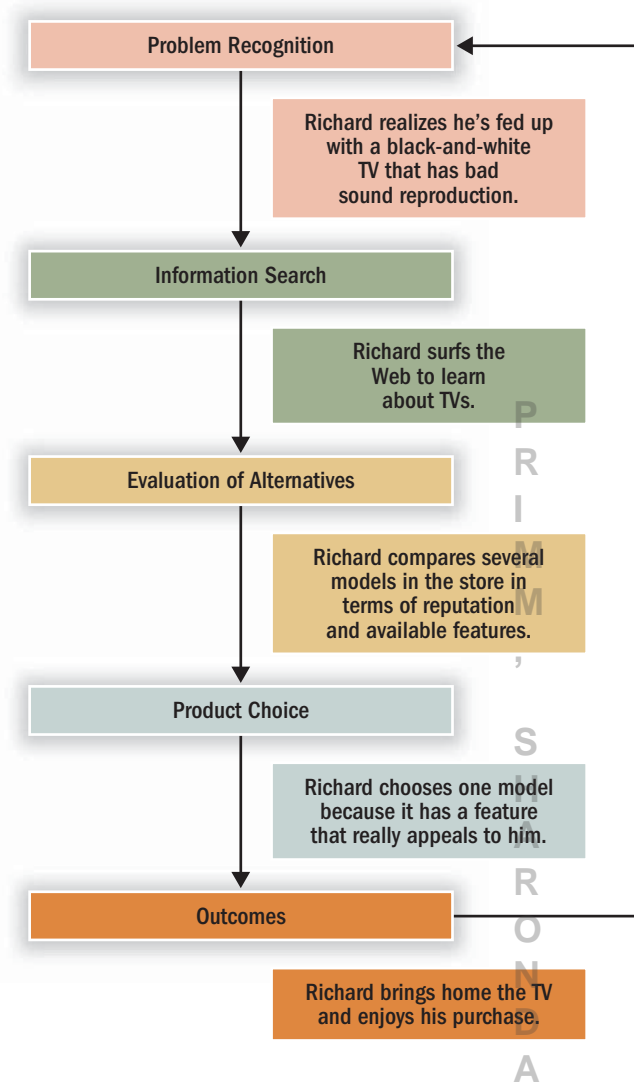 Problem Recognition
Richard realizes he's fed up
with a black-and-white
TV that has bad
sound reproduction.
Information Search
Richard surfs the
Web to learn
about TVs.
Evaluation of Alternatives
Richard compares several
models in the store in
terms of reputation
and available features.
Product Choice
Richard chooses one model
because it has a feature
that really appeals to him.
Outcomes
Richard brings home the TV
and enjoys his purchase.
PRIMM, SHARONDA